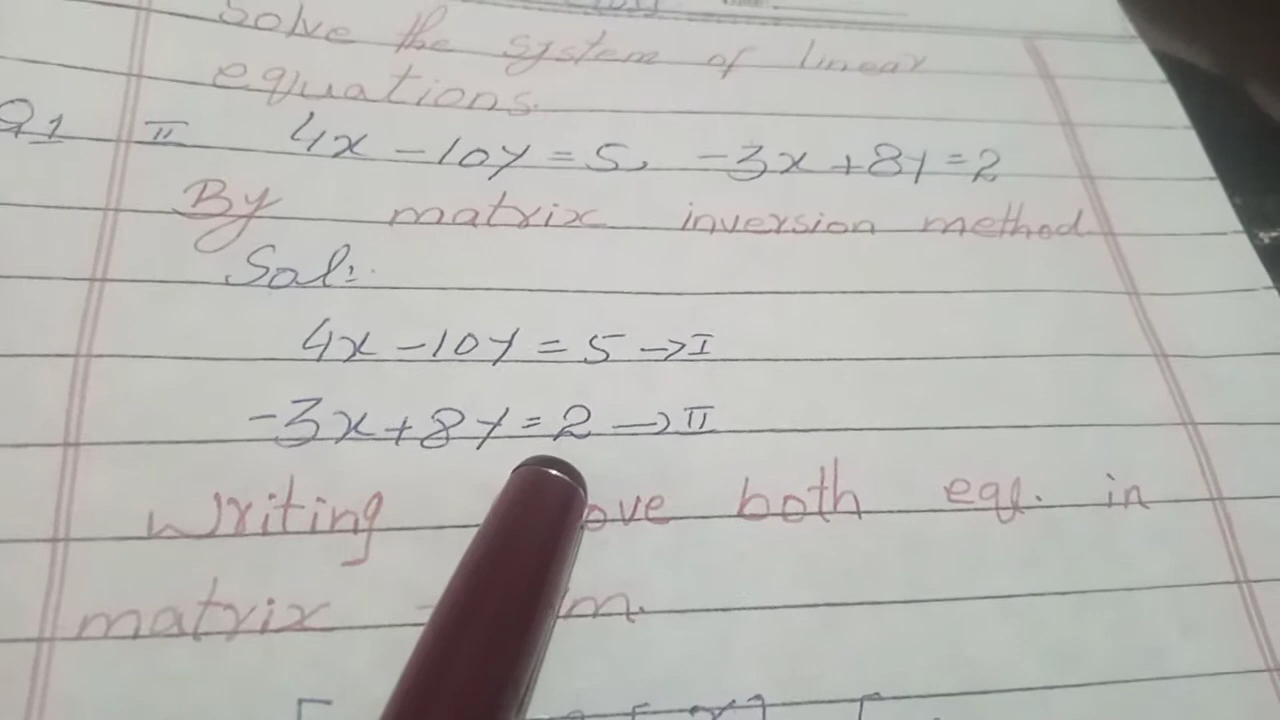 Solve the system of linear
equations.
Q1 II 4x - 10y = 5, -3x + 8y = 2
By matrix inversion method
Sol:
4x - 10y = 5 → I
-3x + 8y = 2 → II
Writing both eq. in
matrix